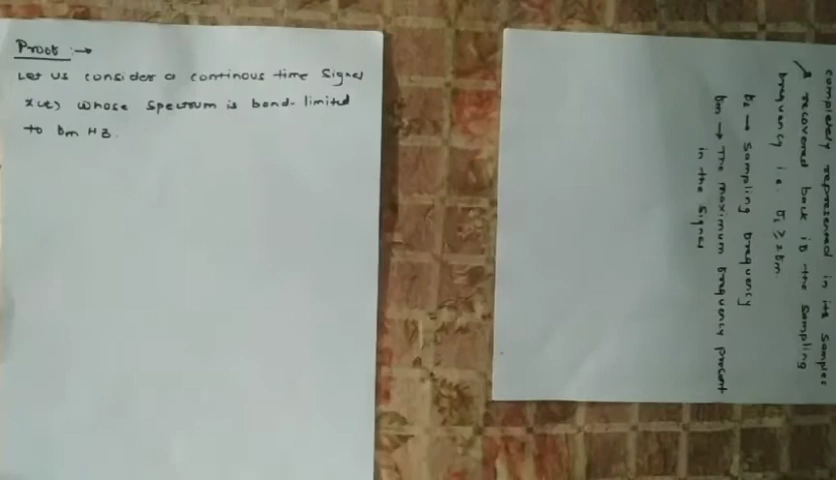 Proof :→
Let us consider a continous time signal
x(t) whose spectrum is band-limited
to fm Hz.
completely represented in its samples
↗ recovered back if the sampling
frequency i.e. fs ≥ 2fm.
fs → Sampling frequency
fm → The maximum frequency present
in the signal